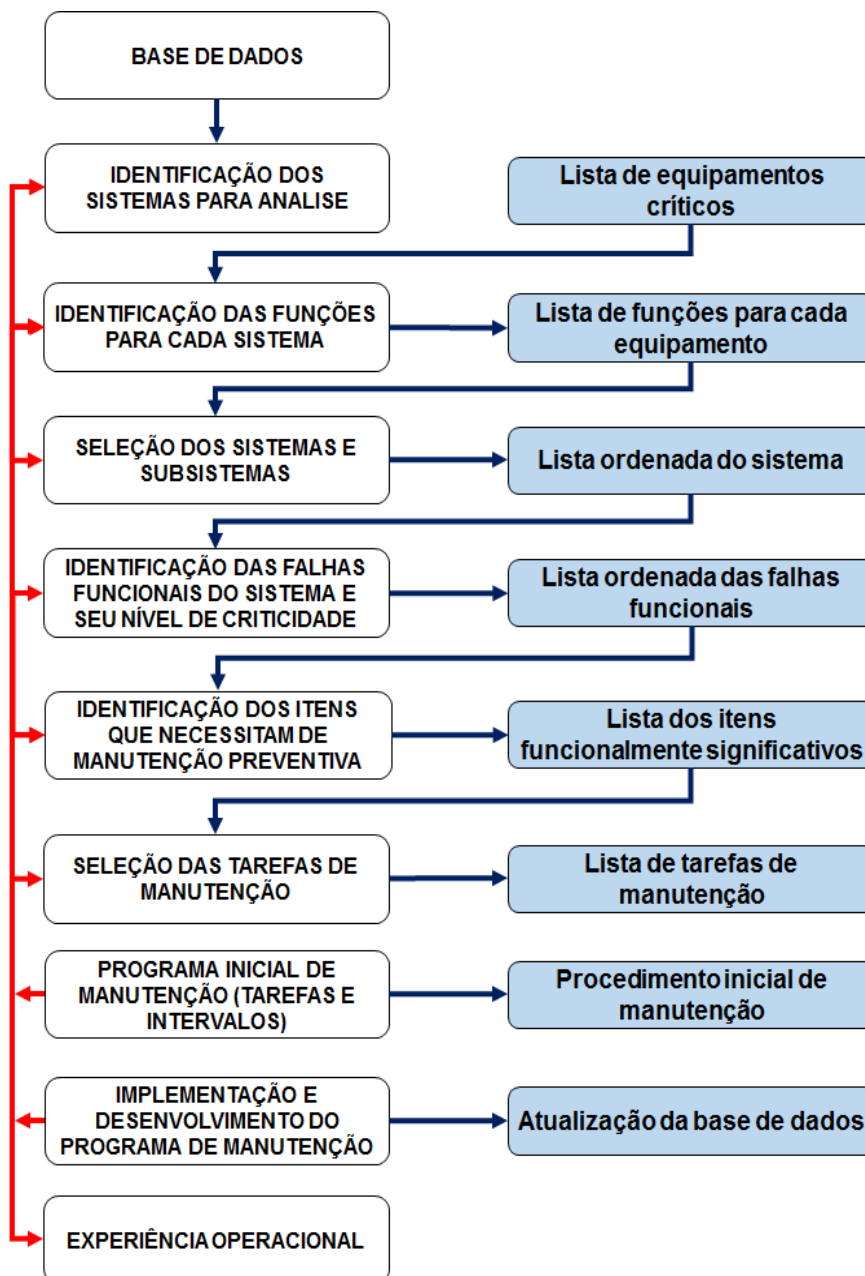 BASE DE DADOS
IDENTIFICAÇÃO DOS
SISTEMAS PARA ANALISE
Lista de equipamentos
críticos
IDENTIFICAÇÃO DAS FUNÇÕES
PARA CADA SISTEMA
Lista de funções para cada
equipamento
SELEÇÃO DOS SISTEMAS E
SUBSISTEMAS
Lista ordenada do sistema
IDENTIFICAÇÃO DAS FALHAS
FUNCIONAIS DO SISTEMA E
SEU NÍVEL DE CRITICIDADE
Lista ordenada das falhas
funcionais
IDENTIFICAÇÃO DOS ITENS
QUE NECESSITAM DE
MANUTENÇÃO PREVENTIVA
Lista dos itens
funcionalmente significativos
SELEÇÃO DAS TAREFAS DE
MANUTENÇÃO
Lista de tarefas de
manutenção
PROGRAMA INICIAL DE
MANUTENÇÃO (TAREFAS E
INTERVALOS)
Procedimento inicial de
manutenção
IMPLEMENTAÇÃO E
DESENVOLVIMENTO DO
PROGRAMA DE MANUTENÇÃO
Atualização da base de dados
EXPERIÊNCIA OPERACIONAL